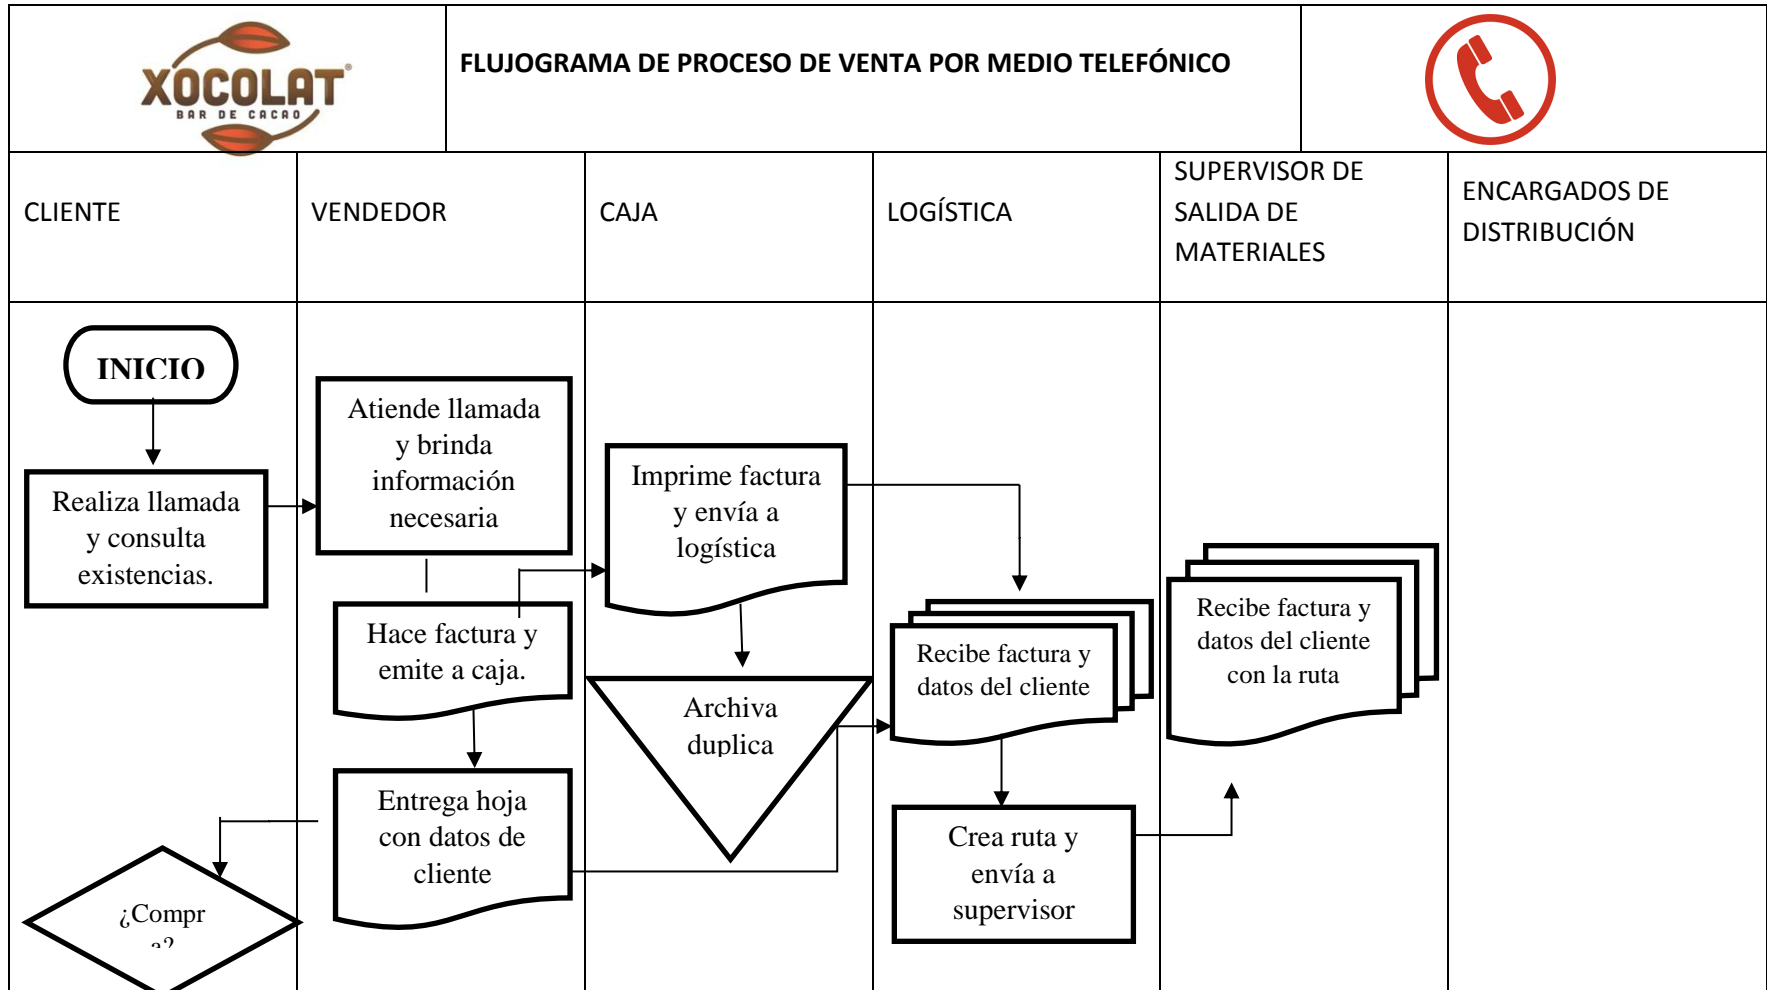 XOCOLAT®
BAR DE CACAO
FLUJOGRAMA DE PROCESO DE VENTA POR MEDIO TELEFÓNICO
CLIENTE
VENDEDOR
CAJA
LOGÍSTICA
SUPERVISOR DE
SALIDA DE
MATERIALES
ENCARGADOS DE
DISTRIBUCIÓN
INICIO
Realiza llamada
y consulta
existencias.
Atiende llamada
y brinda
información
necesaria
Hace factura y
emite a caja.
Entrega hoja
con datos de
cliente
¿Compr
a?
Imprime factura
y envía a
logística
Archiva
duplica
Recibe factura y
datos del cliente
Crea ruta y
envía a
supervisor
Recibe factura y
datos del cliente
con la ruta